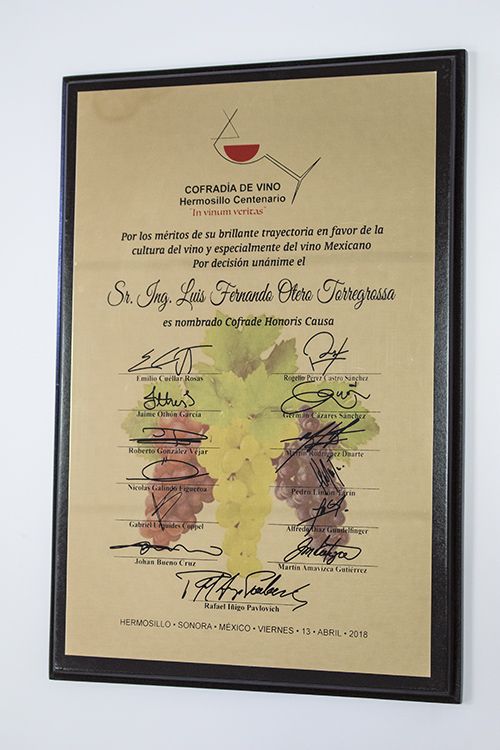 COFRADÍA DE VINO
Hermosillo Centenario
"In vinum veritas"
Por los méritos de su brillante trayectoria en favor de la
cultura del vino y especialmente del vino Mexicano
Por decisión unánime el
Sr. Ing. Luis Fernando Otero Torregrossa
es nombrado Cofrade Honoris Causa
Emilio Cuéllar Rosas
Rogelio Pérez Castro Sánchez
Jaime Othón García
Germán Cázares Sánchez
Roberto González Véjar
Martín Rodríguez Duarte
Nicolás Galindo Figueroa
Pedro Limón Marín
Gabriel Urquides Coppel
Alfredo Díaz Gundelfinger
Johan Bueno Cruz
Martín Amavizca Gutiérrez
Rafael Iñigo Pavlovich
HERMOSILLO • SONORA • MÉXICO • VIERNES • 13 • ABRIL • 2018